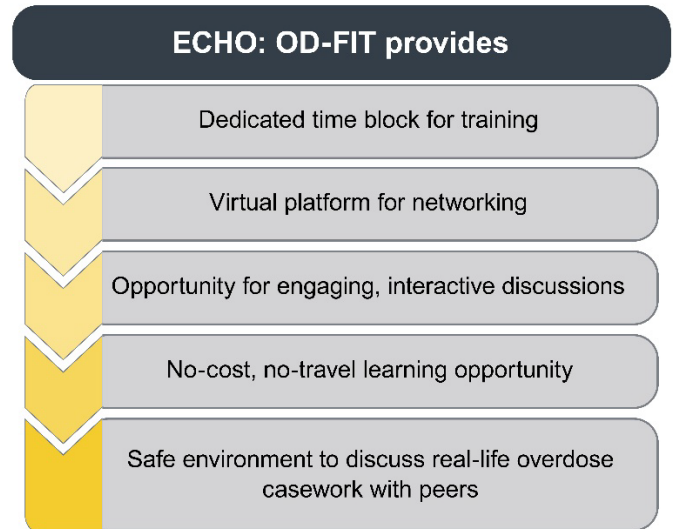 ECHO: OD-FIT provides
Dedicated time block for training
Virtual platform for networking
Opportunity for engaging, interactive discussions
No-cost, no-travel learning opportunity
Safe environment to discuss real-life overdose
casework with peers